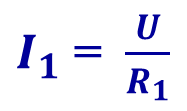 I₁ = U / R₁